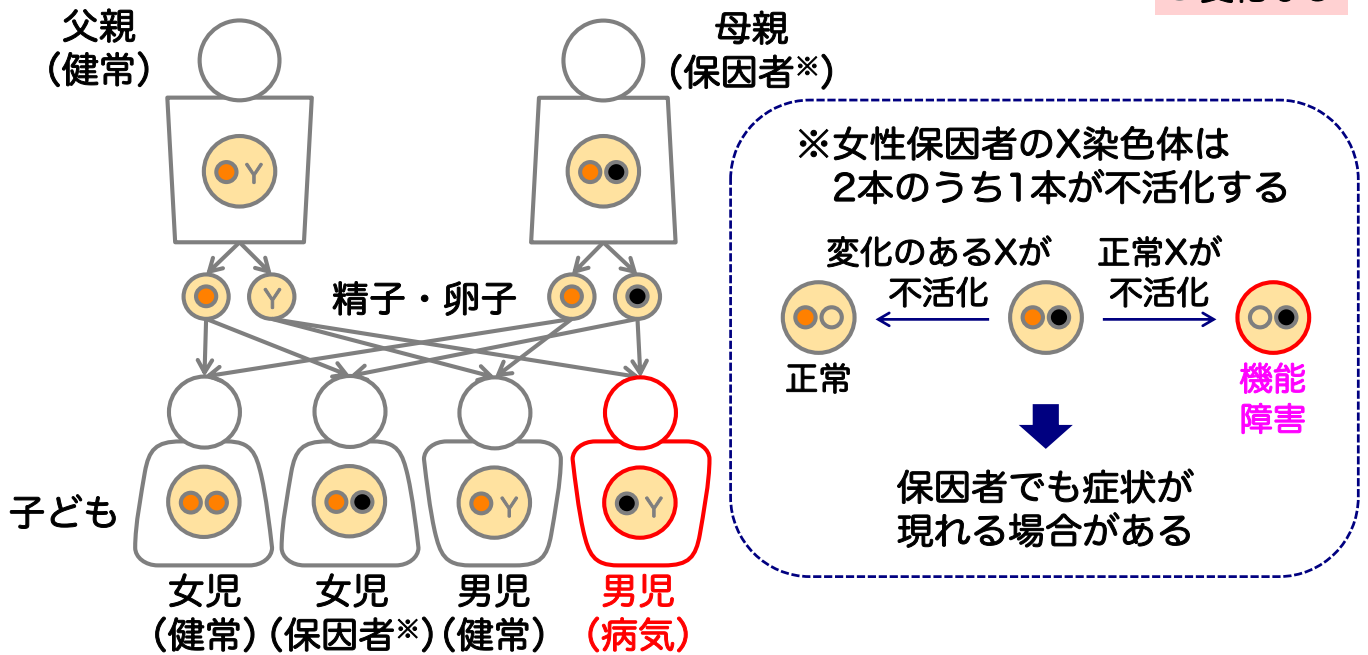 父親
(健常)
母親
(保因者※)
Y
精子・卵子
Y
子ども
Y
Y
女児
(健常)
女児
(保因者※)
男児
(健常)
男児
(病気)
※女性保因者のX染色体は
2本のうち1本が不活化する
変化のあるXが
不活化
正常Xが
不活化
正常
機能
障害
保因者でも症状が
現れる場合がある